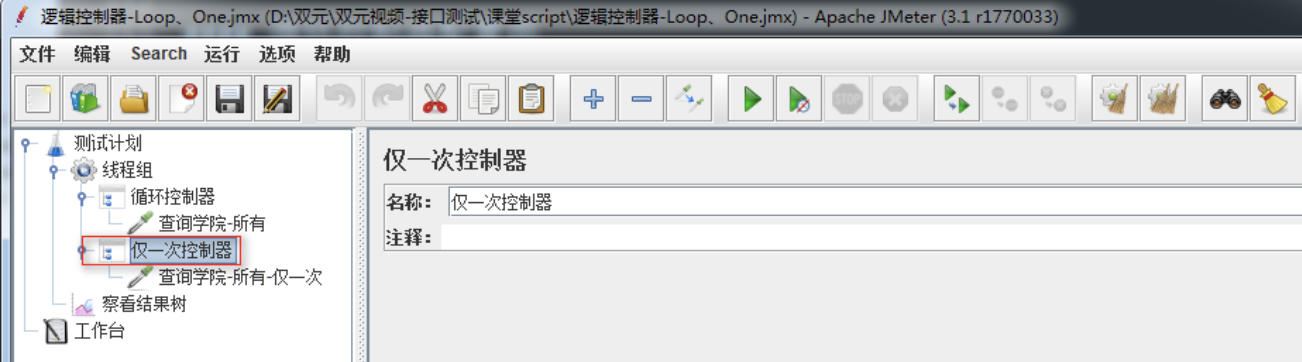 逻辑控制器-Loop、One.jmx (D:\双元\双元视频-接口测试\课堂script\逻辑控制器-Loop、One.jmx) - Apache JMeter (3.1 r1770033)
文件 编辑 Search 运行 选项 帮助
STOP
测试计划
线程组
循环控制器
查询学院-所有
仅一次控制器
查询学院-所有-仅一次
察看结果树
工作台
仅一次控制器
名称： 仅一次控制器
注释：